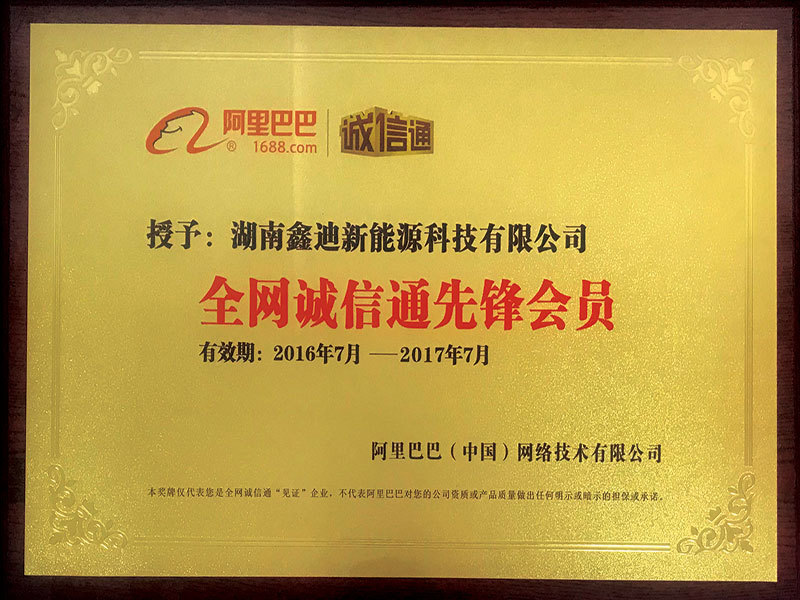 阿里巴巴
® 1688.com
诚信通
授予：湖南鑫迪新能源科技有限公司
全网诚信通先锋会员
有效期：2016年7月 —2017年7月
阿里巴巴（中国）网络技术有限公司
本奖牌仅代表您是全网诚信通“见证”企业，不代表阿里巴巴对您的公司资质或产品质量做出任何明示或暗示的担保或承诺。